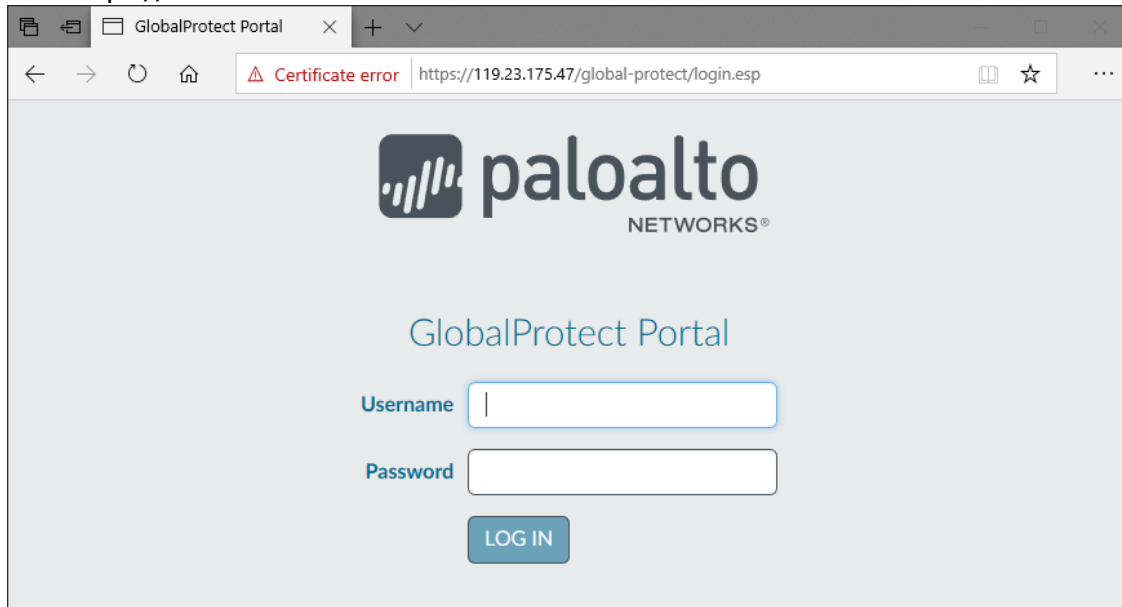 GlobalProtect Portal
Certificate error https://119.23.175.47/global-protect/login.esp
paloalto
NETWORKS®
GlobalProtect Portal
Username
Password
LOG IN